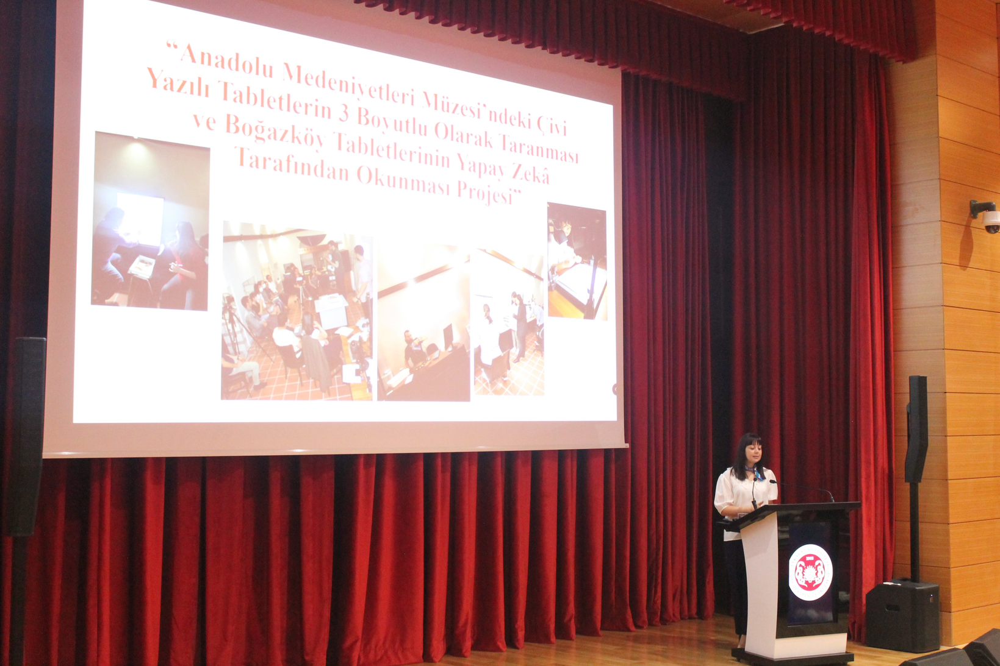 “Anadolu Medeniyetleri Müzesi’ndeki Çivi
Yazılı Tabletlerin 3 Boyutlu Olarak Taranması
ve Boğazköy Tabletlerinin Yapay Zekâ
Tarafından Okunması Projesi”